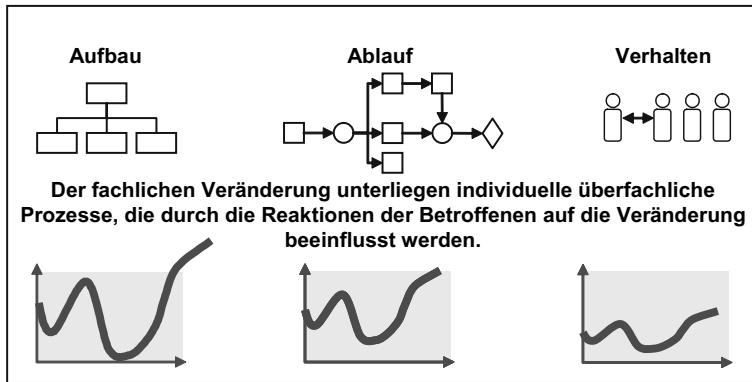 Aufbau
Ablauf
Verhalten
Der fachlichen Veränderung unterliegen individuelle überfachliche
Prozesse, die durch die Reaktionen der Betroffenen auf die Veränderung
beeinflusst werden.